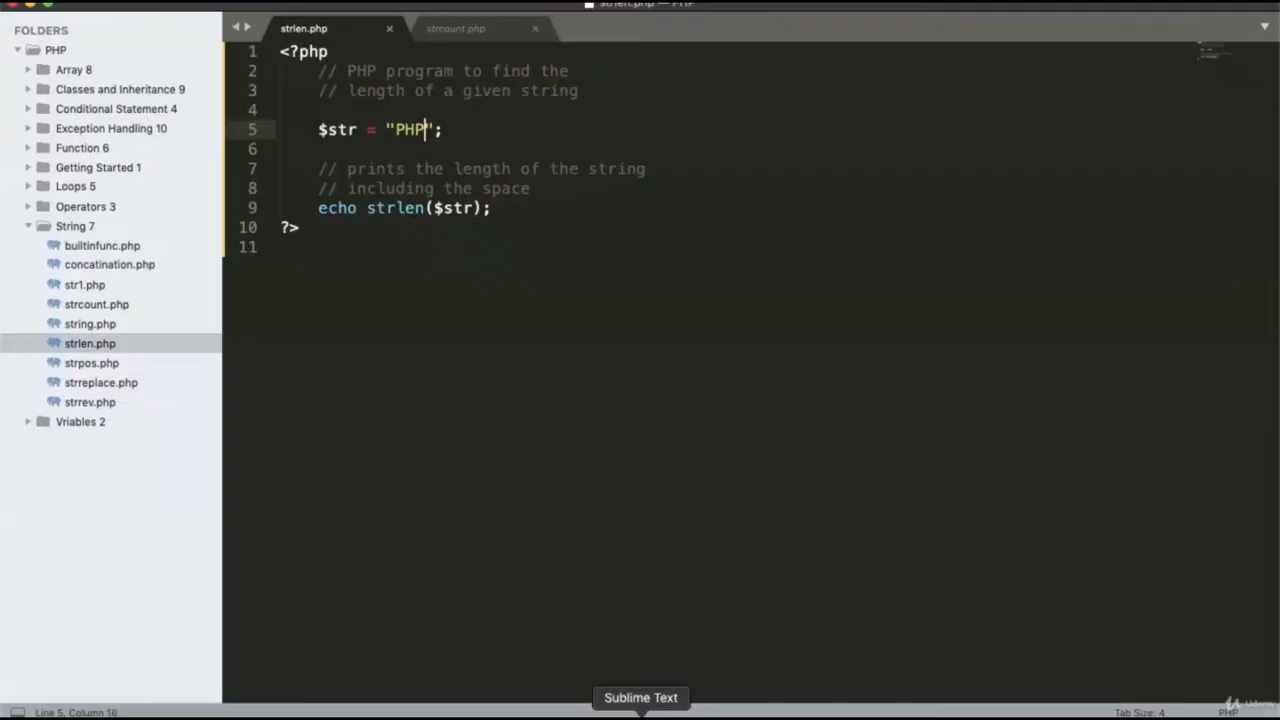 strlen.php — PHP
FOLDERS
PHP
Array 8
Classes and Inheritance 9
Conditional Statement 4
Exception Handling 10
Function 6
Getting Started 1
Loops 5
Operators 3
String 7
builtinfunc.php
concatination.php
str1.php
strcount.php
string.php
strlen.php
strpos.php
strreplace.php
strrev.php
Vriables 2
strlen.php × strcount.php ×
1 <?php
2 // PHP program to find the
3 // length of a given string
4
5 $str = "PHP";
6
7 // prints the length of the string
8 // including the space
9 echo strlen($str);
10 ?>
11
Sublime Text
Line 5, Column 16
Tab Size: 4
PHP
Udemy